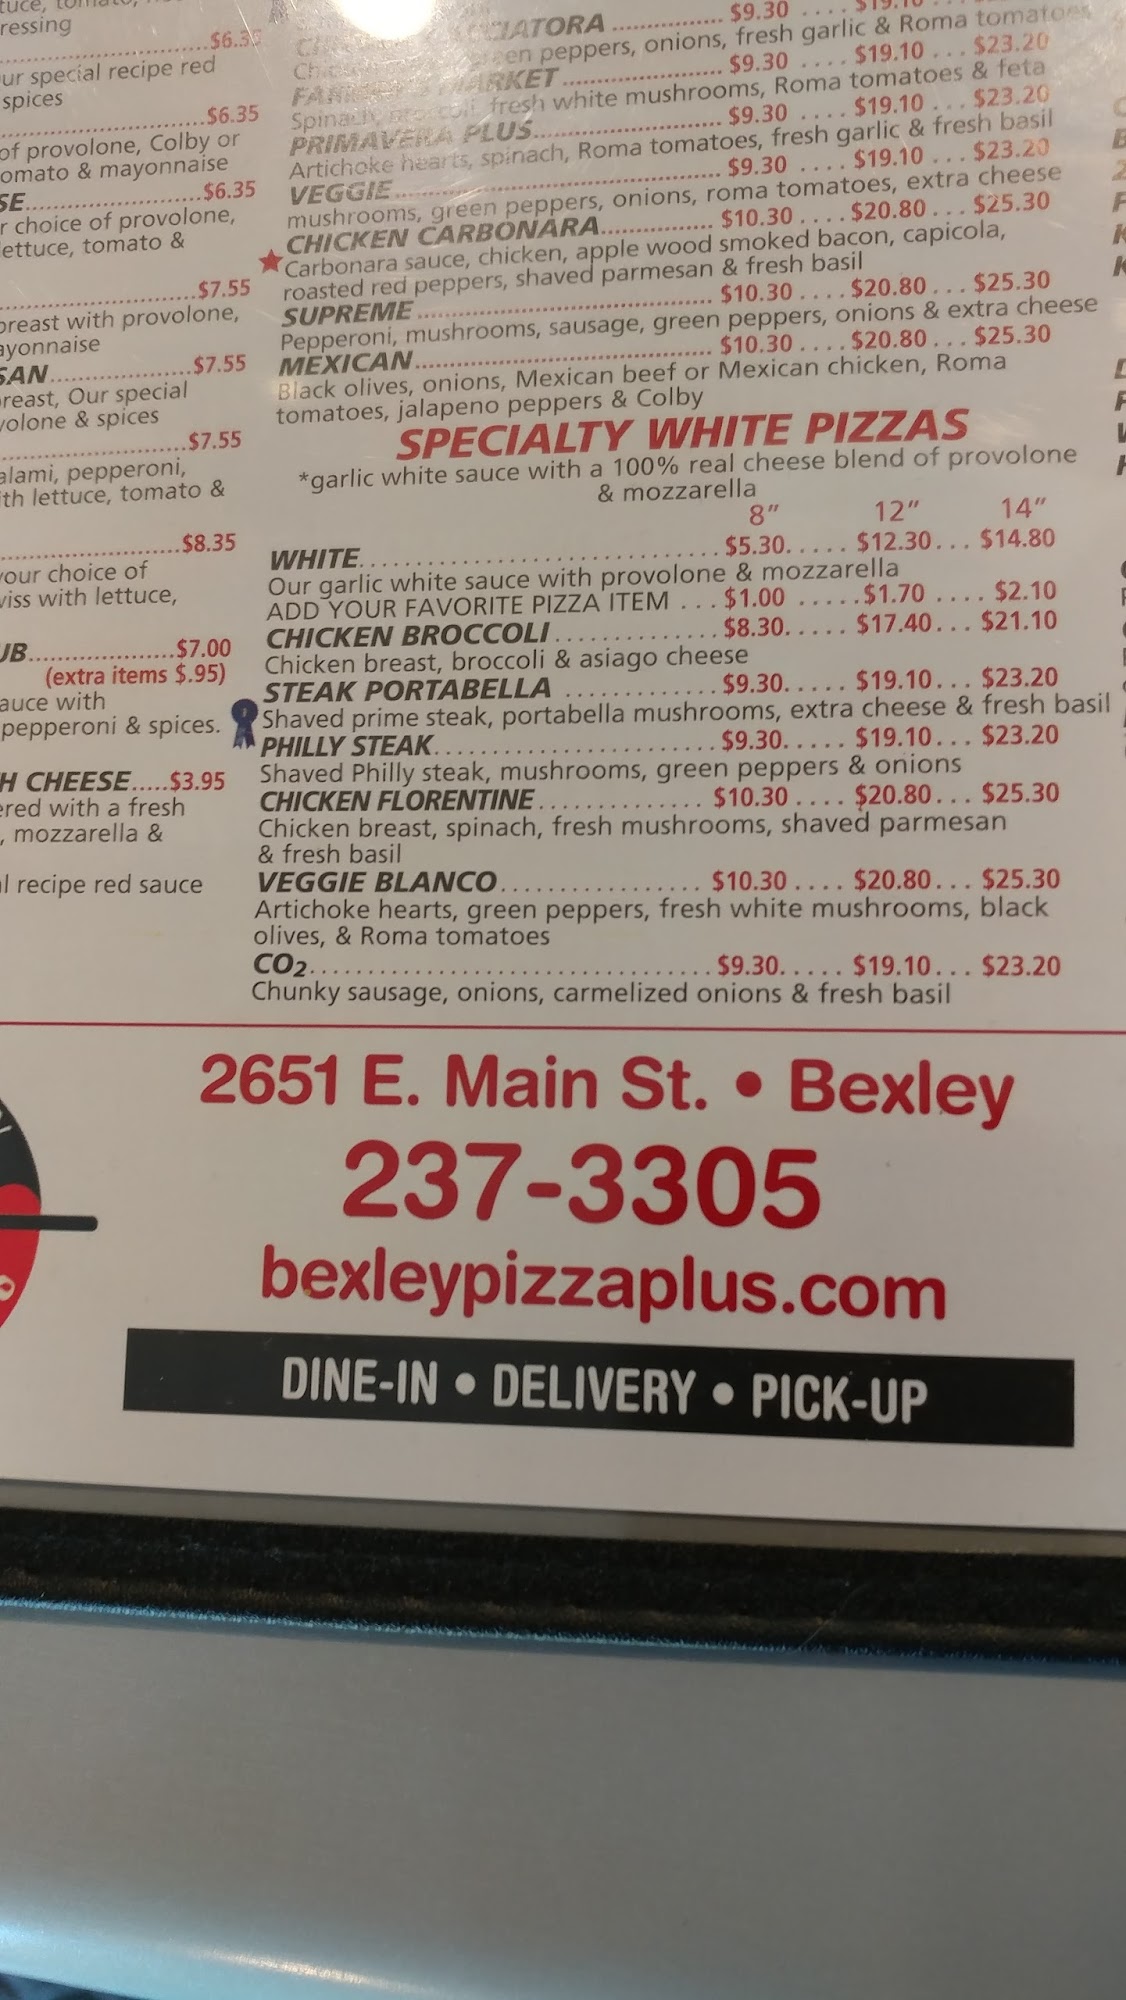 tuce, tomato,
ressing
...$6.35
ur special recipe red
spices
...$6.35
of provolone, Colby or
omato & mayonnaise
SE...$6.35
r choice of provolone,
lettuce, tomato &
...$7.55
breast with provolone,
ayonnaise
SAN...$7.55
breast, Our special
volone & spices
...$7.55
alami, pepperoni,
ith lettuce, tomato &
...$8.35
your choice of
wiss with lettuce,
UB...$7.00
(extra items $.95)
auce with
pepperoni & spices.
H CHEESE.....$3.95
ered with a fresh
, mozzarella &
l recipe red sauce
CIATORA ... $9.30 .... $19.10 ...
een peppers, onions, fresh garlic & Roma tomatoes
MARKET ... $9.30 .... $19.10 ... $23.20
Spinach, fresh white mushrooms, Roma tomatoes & feta
PRIMAVERA PLUS... $9.30 .... $19.10 ... $23.20
Artichoke hearts, spinach, Roma tomatoes, fresh garlic & fresh basil
VEGGIE... $9.30 .... $19.10 ... $23.20
mushrooms, green peppers, onions, roma tomatoes, extra cheese
CHICKEN CARBONARA... $10.30 .... $20.80 ... $25.30
Carbonara sauce, chicken, apple wood smoked bacon, capicola,
roasted red peppers, shaved parmesan & fresh basil
SUPREME ... $10.30 .... $20.80 ... $25.30
Pepperoni, mushrooms, sausage, green peppers, onions & extra cheese
MEXICAN... $10.30 .... $20.80 ... $25.30
Black olives, onions, Mexican beef or Mexican chicken, Roma
tomatoes, jalapeno peppers & Colby
SPECIALTY WHITE PIZZAS
*garlic white sauce with a 100% real cheese blend of provolone
& mozzarella
8" 12" 14"
WHITE... $5.30..... $12.30... $14.80
Our garlic white sauce with provolone & mozzarella
ADD YOUR FAVORITE PIZZA ITEM ... $1.00 ..... $1.70 .... $2.10
CHICKEN BROCCOLI... $8.30..... $17.40... $21.10
Chicken breast, broccoli & asiago cheese
STEAK PORTABELLA ... $9.30..... $19.10... $23.20
Shaved prime steak, portabella mushrooms, extra cheese & fresh basil
PHILLY STEAK... $9.30..... $19.10... $23.20
Shaved Philly steak, mushrooms, green peppers & onions
CHICKEN FLORENTINE... $10.30 .... $20.80... $25.30
Chicken breast, spinach, fresh mushrooms, shaved parmesan
& fresh basil
VEGGIE BLANCO... $10.30 .... $20.80... $25.30
Artichoke hearts, green peppers, fresh white mushrooms, black
olives, & Roma tomatoes
CO2... $9.30..... $19.10... $23.20
Chunky sausage, onions, carmelized onions & fresh basil
2651 E. Main St. • Bexley
237-3305
bexleypizzaplus.com
DINE-IN • DELIVERY • PICK-UP